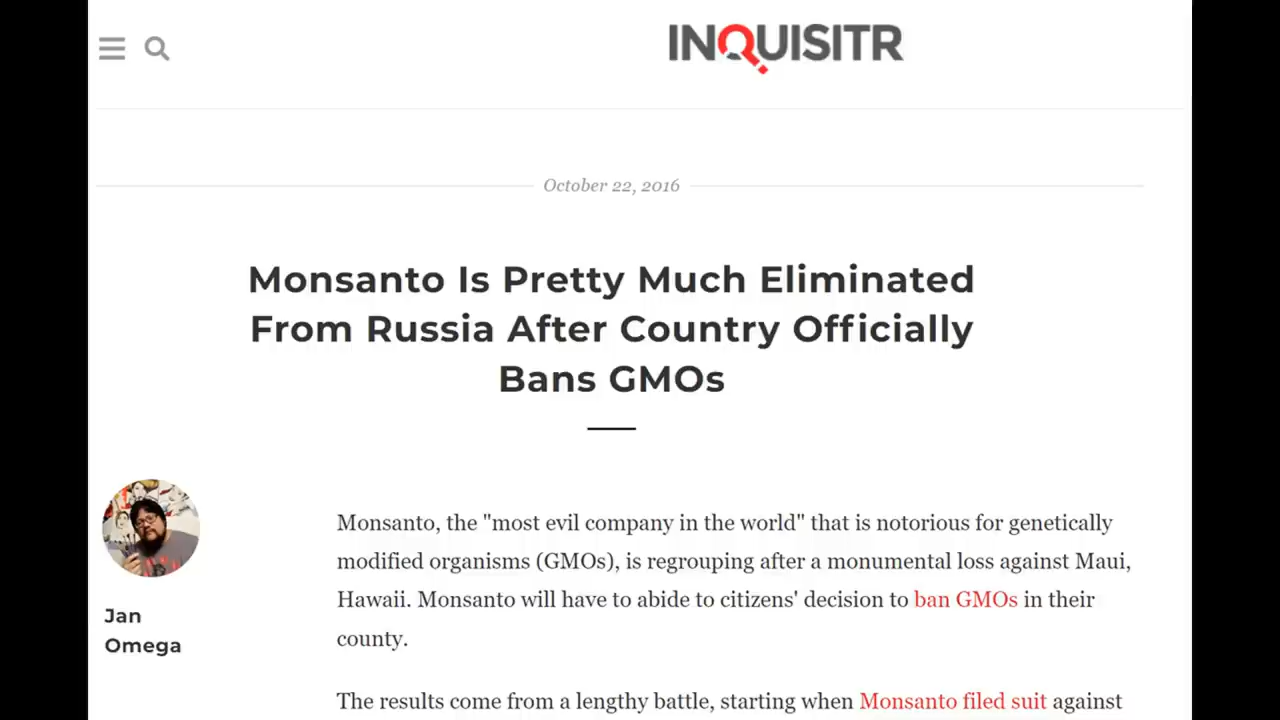 INQUISITR
October 22, 2016
Monsanto Is Pretty Much Eliminated
From Russia After Country Officially
Bans GMOs
Jan
Omega
Monsanto, the "most evil company in the world" that is notorious for genetically
modified organisms (GMOs), is regrouping after a monumental loss against Maui,
Hawaii. Monsanto will have to abide to citizens' decision to ban GMOs in their
county.
The results come from a lengthy battle, starting when Monsanto filed suit against